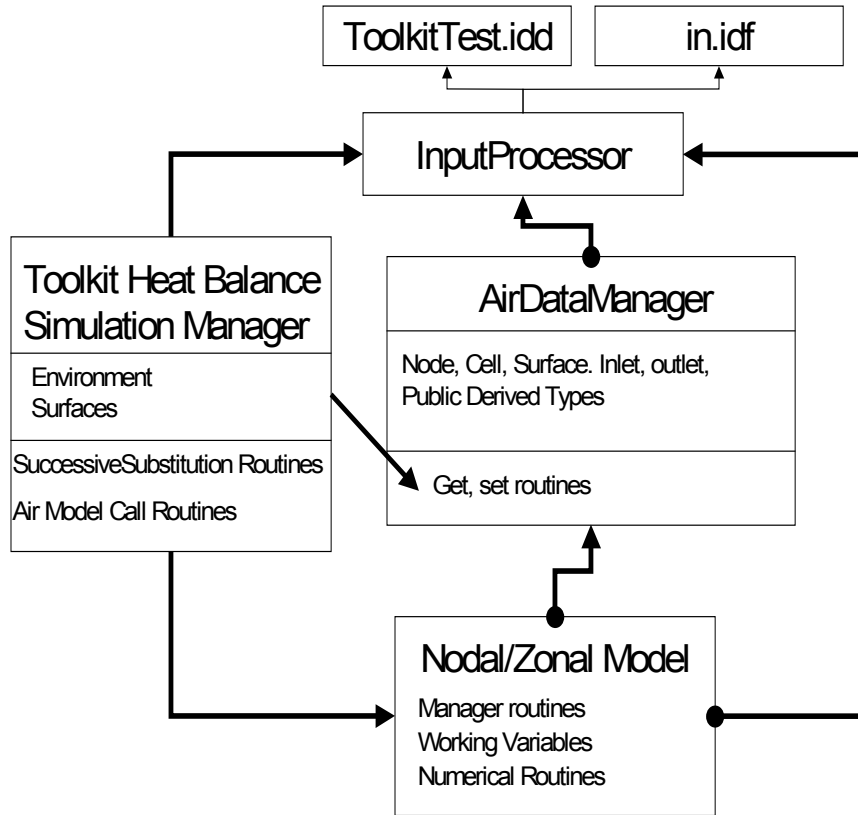 ToolkitTest.idd
in.idf
InputProcessor
Toolkit Heat Balance
Simulation Manager
Environment
Surfaces
SuccessiveSubstitution Routines
Air Model Call Routines
AirDataManager
Node, Cell, Surface. Inlet, outlet,
Public Derived Types
Get, set routines
Nodal/Zonal Model
Manager routines
Working Variables
Numerical Routines